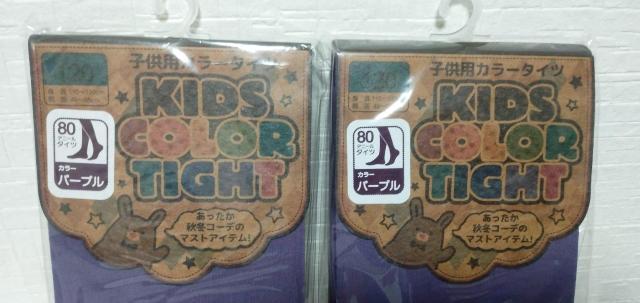 120
子供用カラータイツ
KIDS
COLOR
TIGHT
80
デニール
タイツ
カラー
パープル
あったか
秋冬コーデの
マストアイテム!
子供用カラータイツ
KIDS
COLOR
TIGHT
80
デニール
タイツ
カラー
パープル
あったか
秋冬コーデの
マストアイテム!